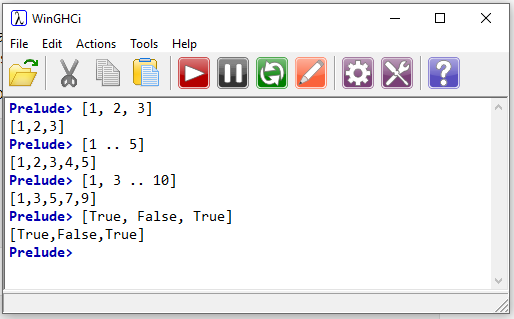 WinGHCi
File Edit Actions Tools Help
Prelude> [1, 2, 3]
[1,2,3]
Prelude> [1 .. 5]
[1,2,3,4,5]
Prelude> [1, 3 .. 10]
[1,3,5,7,9]
Prelude> [True, False, True]
[True,False,True]
Prelude>